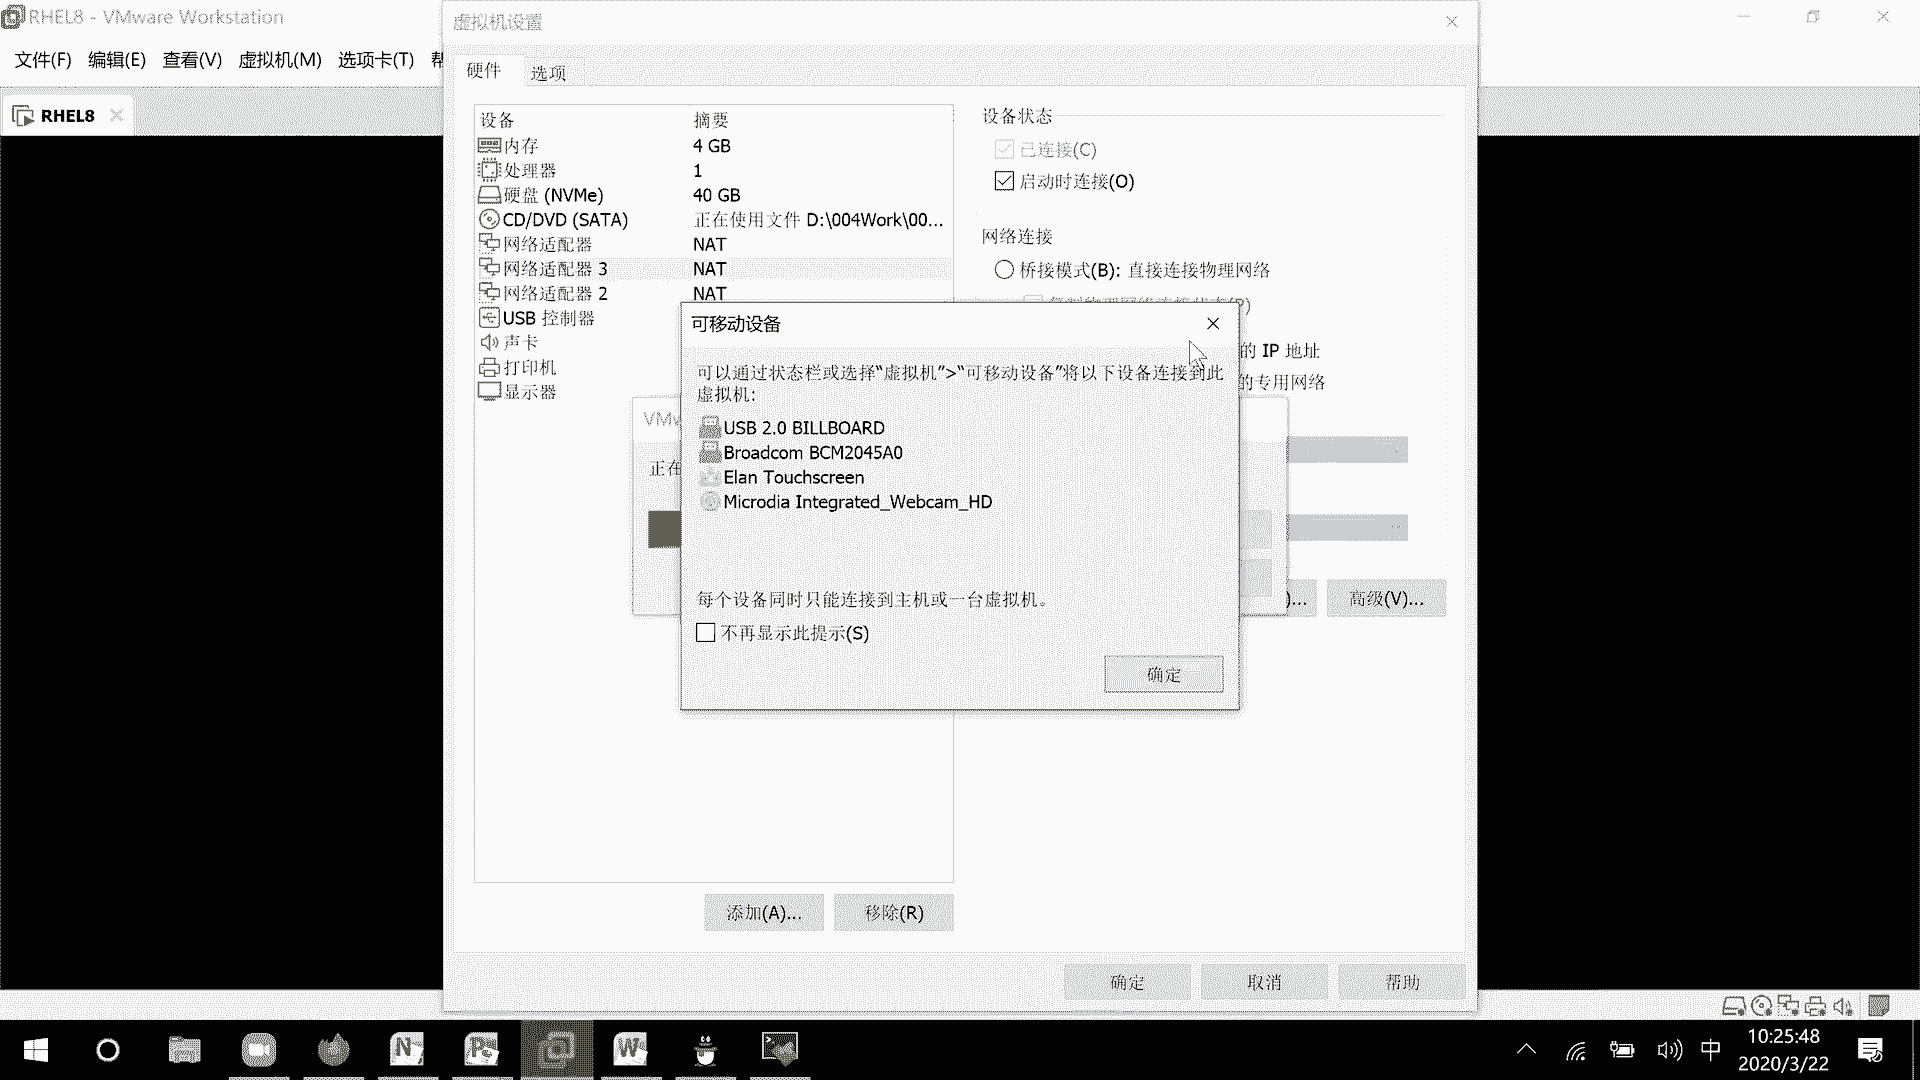 RHEL8 - VMware Workstation
文件(F) 编辑(E) 查看(V) 虚拟机(M) 选项卡(T) 帮
RHEL8
虚拟机设置
硬件 选项
设备 摘要
内存 4 GB
处理器 1
硬盘 (NVMe) 40 GB
CD/DVD (SATA) 正在使用文件 D:\004Work\00...
网络适配器 NAT
网络适配器 3 NAT
网络适配器 2 NAT
USB 控制器
声卡
打印机
显示器
添加(A)... 移除(R)
设备状态
已连接(C)
启动时连接(O)
网络连接
桥接模式(B): 直接连接物理网络
的 IP 地址
的专用网络
)... 高级(V)...
确定 取消 帮助
VMw
正在
可移动设备
可以通过状态栏或选择“虚拟机”>“可移动设备”将以下设备连接到此
虚拟机:
USB 2.0 BILLBOARD
Broadcom BCM2045A0
Elan Touchscreen
Microdia Integrated_Webcam_HD
每个设备同时只能连接到主机或一台虚拟机。
不再显示此提示(S)
确定
中
10:25:48
2020/3/22